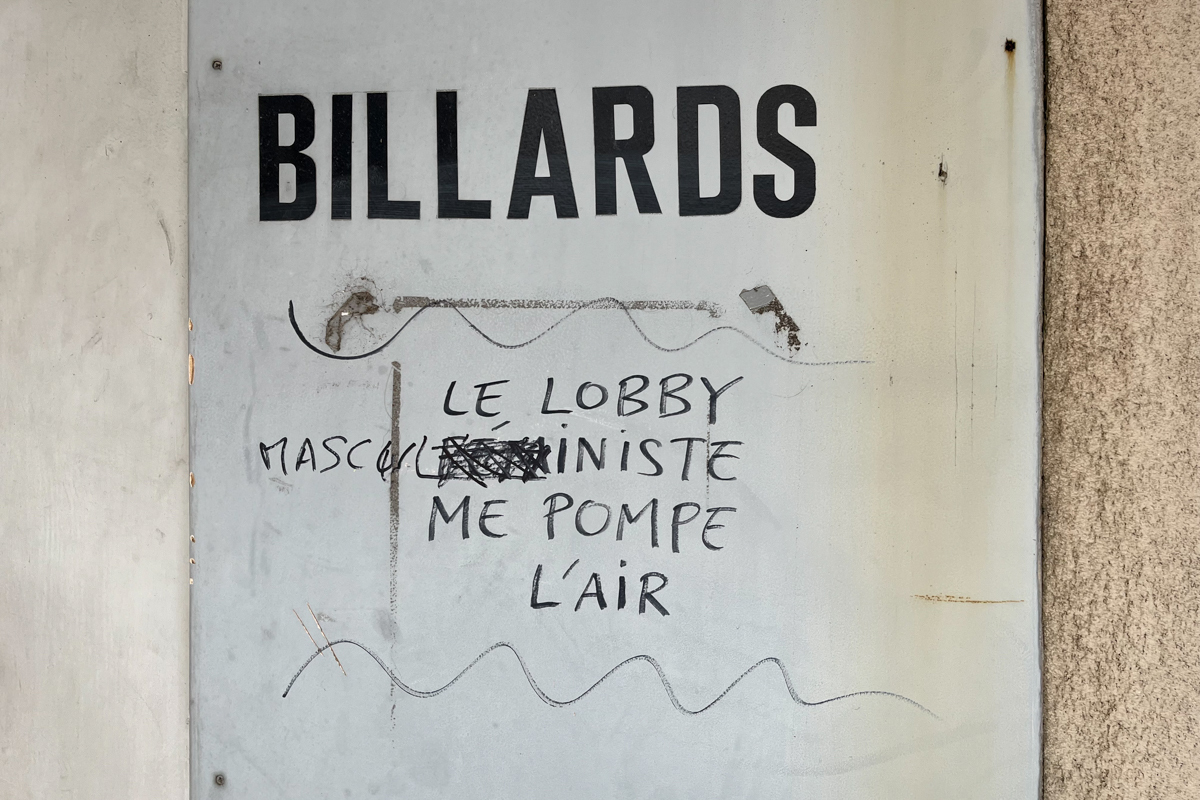 BILLARDS
LE LOBBY
MASCULINISTE
ME POMPE
L'AIR